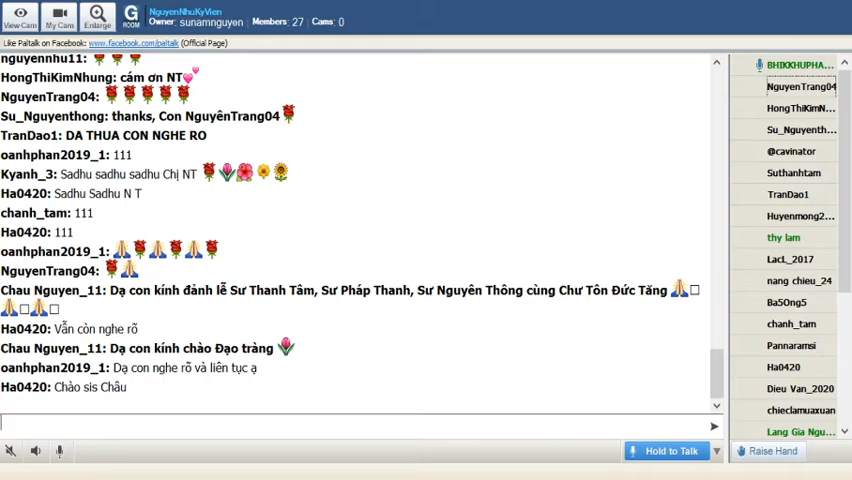 View Cam
My Cam
Enlarge
G
ROOM
NguyenNhuKyVien
Owner: sunamnguyen Members: 27 Cams: 0
Like Paltalk on Facebook: www.facebook.com/paltalk (Official Page)
nguyennhu11:
HongThiKimNhung: cám ơn NT
NguyenTrang04:
Su_Nguyenthong: thanks, Con NguyênTrang04
TranDao1: DA THUA CON NGHE RO
oanhphan2019_1: 111
Kyanh_3: Sadhu sadhu sadhu Chị NT
Ha0420: Sadhu Sadhu N T
chanh_tam: 111
Ha0420: 111
oanhphan2019_1:
NguyenTrang04:
Chau Nguyen_11: Dạ con kính đảnh lễ Sư Thanh Tâm, Sư Pháp Thanh, Sư Nguyên Thông cùng Chư Tôn Đức Tăng
Ha0420: Vẫn còn nghe rõ
Chau Nguyen_11: Dạ con kính chào Đạo tràng
oanhphan2019_1: Dạ con nghe rõ và liên tục ạ
Ha0420: Chào sis Châu
Hold to Talk
BHIKKHUPHA...
NguyenTrang04
HongThiKimN...
Su_Nguyenth...
@cavinator
Suthanhtam
TranDao1
Huyenmong2...
thy lam
LacL_2017
nang chieu_24
Ba5Ong5
chanh_tam
Pannaramsi
Ha0420
Dieu Van_2020
chieclamuaxuan
Lang Gia Ngu...
Raise Hand